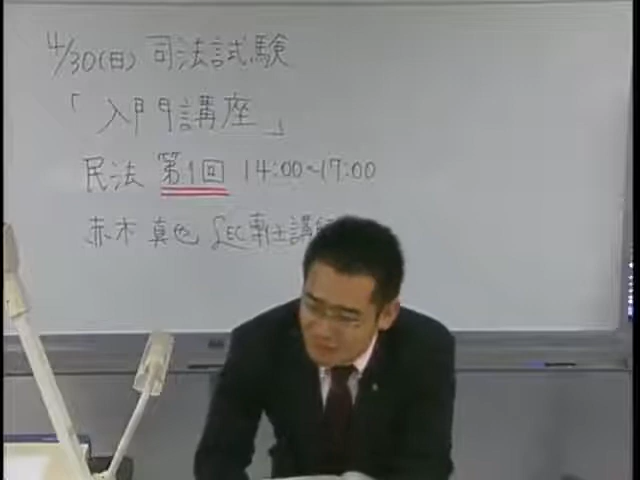 4/30(日) 司法試験
「入門講座」
民法 第1回 14:00~17:00
赤木 真也 LEC専任講師